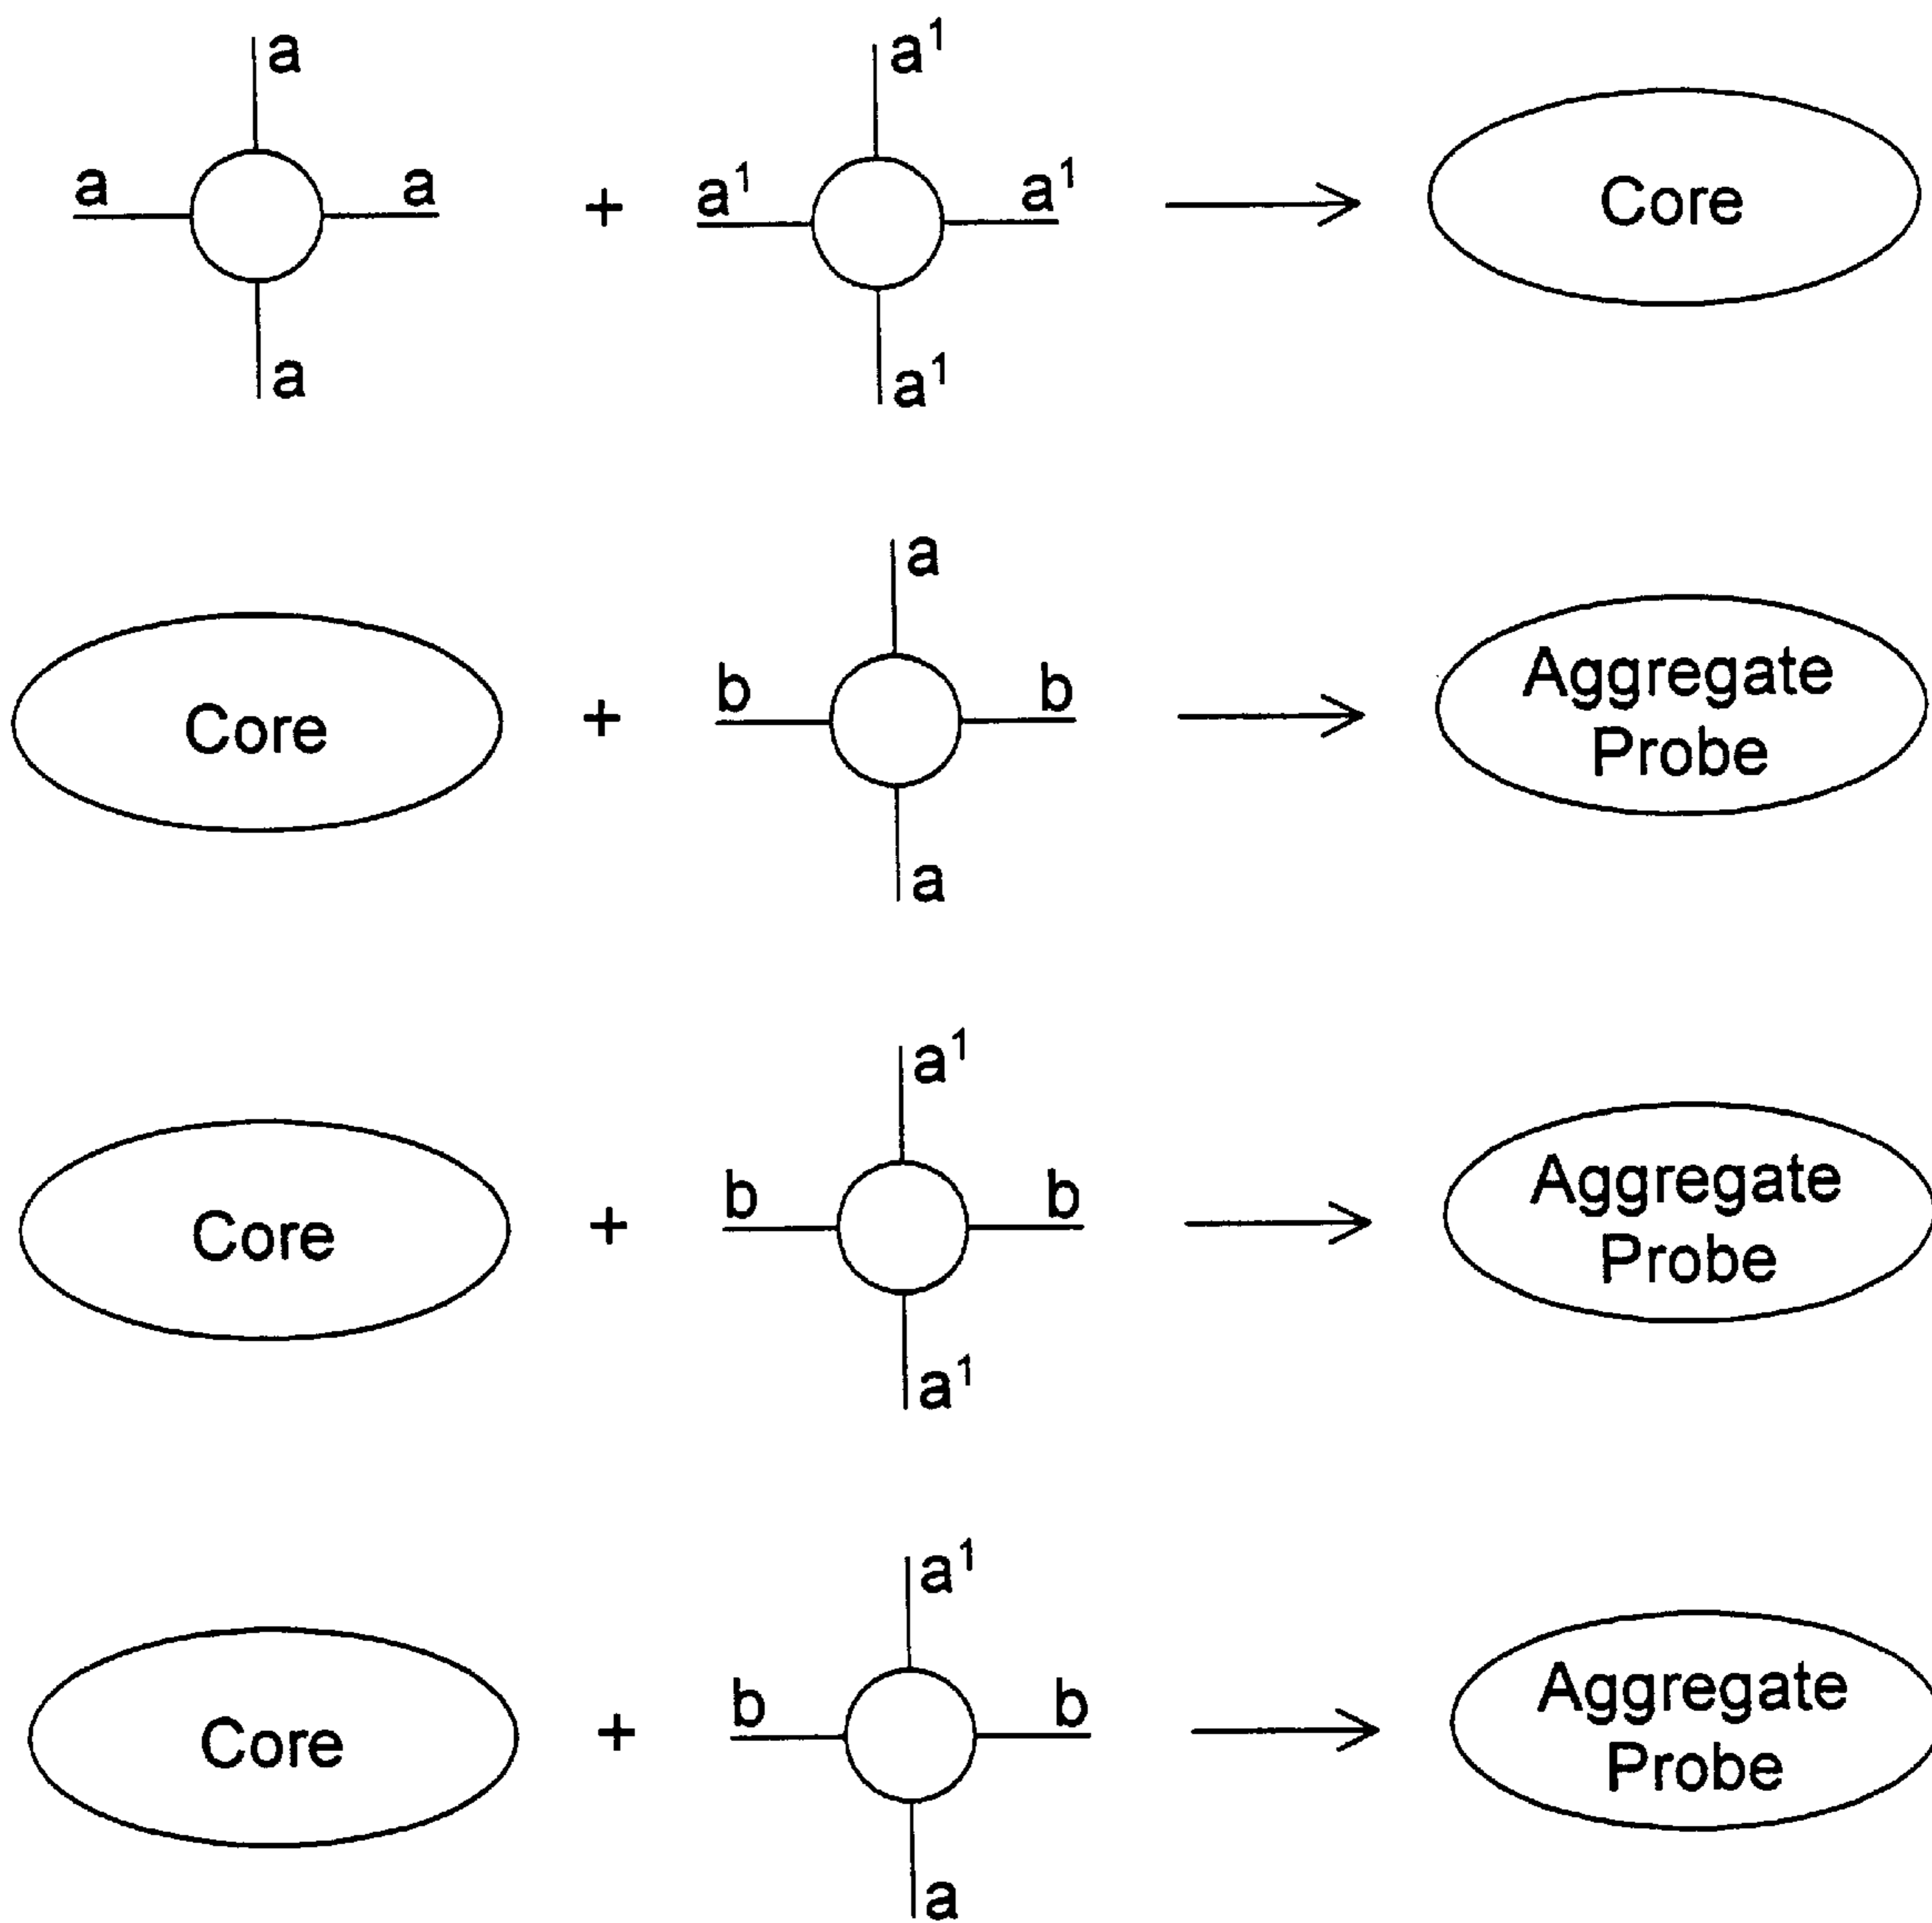 a
a¹
a a + a¹ a¹ Core
a
a¹
a
Core + b b Aggregate
Probe
a
a¹
Core + b b Aggregate
Probe
a¹
a¹
Core + b b Aggregate
Probe
a